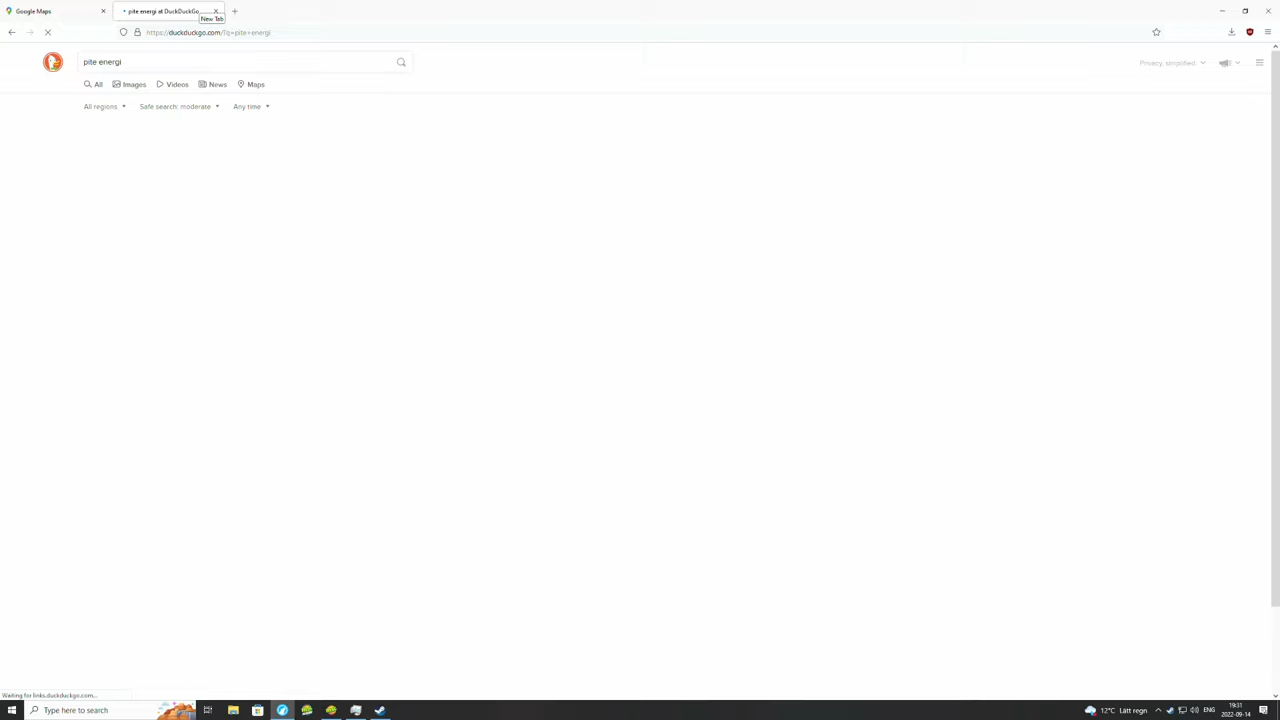 Google Maps
pite energi at DuckDuckGo
New Tab
https://duckduckgo.com/?q=pite+energi
pite energi
Privacy, simplified.
All Images Videos News Maps
All regions Safe search: moderate Any time
Waiting for links.duckduckgo.com...
Type here to search
12°C Lätt regn
ENG
19:31
2022-09-14